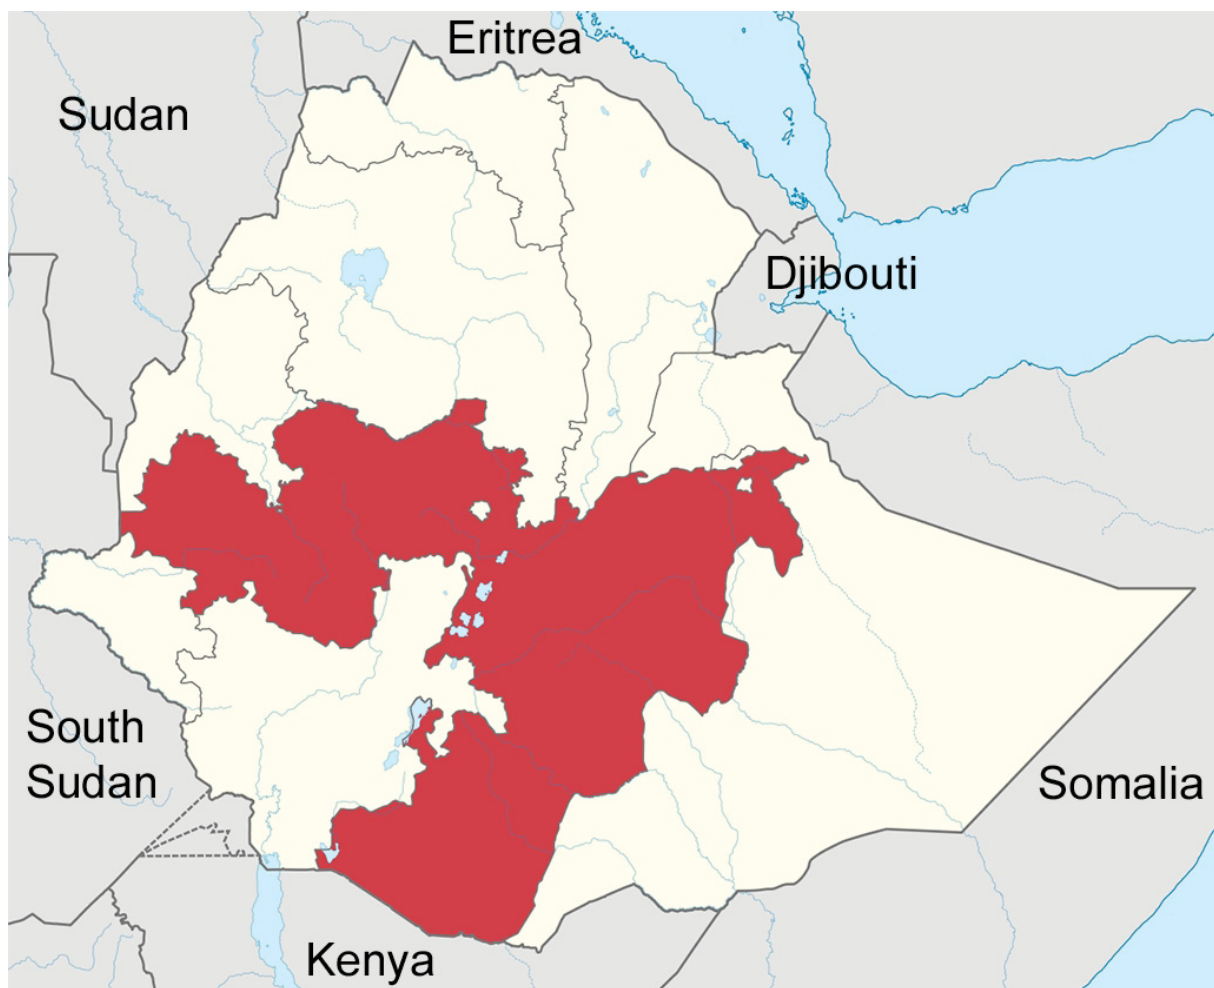 Eritrea
Sudan
Djibouti
South
Sudan
Somalia
Kenya